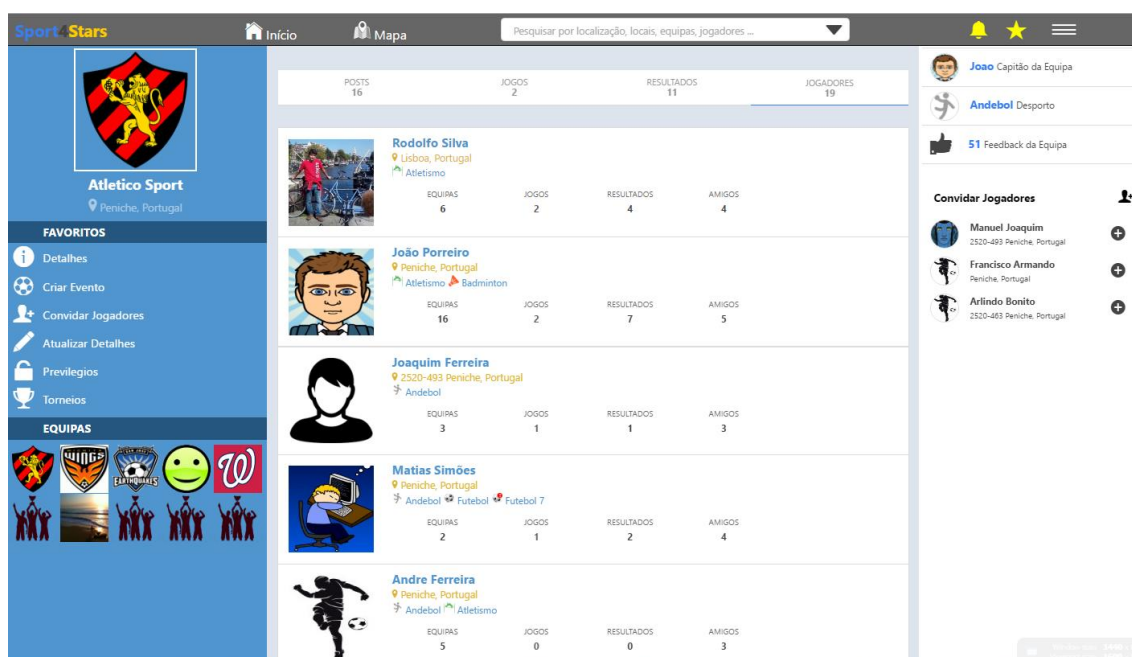 Sport4Stars
Início
Mapa
Pesquisar por localização, locais, equipas, jogadores ...
Atletico Sport
Peniche, Portugal
FAVORITOS
Detalhes
Criar Evento
Convidar Jogadores
Atualizar Detalhes
Previlegios
Torneios
EQUIPAS
WINGS
EARTHQUAKES
W
POSTS JOGOS RESULTADOS JOGADORES
16 2 11 19
Rodolfo Silva
Lisboa, Portugal
Atletismo
EQUIPAS JOGOS RESULTADOS AMIGOS
6 2 4 4
João Porreiro
Peniche, Portugal
Atletismo Badminton
EQUIPAS JOGOS RESULTADOS AMIGOS
16 2 7 5
Joaquim Ferreira
2520-493 Peniche, Portugal
Andebol
EQUIPAS JOGOS RESULTADOS AMIGOS
3 1 1 3
Matias Simões
Peniche, Portugal
Andebol Futebol Futebol 7
EQUIPAS JOGOS RESULTADOS AMIGOS
2 1 2 4
Andre Ferreira
Peniche, Portugal
Andebol Atletismo
EQUIPAS JOGOS RESULTADOS AMIGOS
5 0 0 3
Joao Capitão da Equipa
Andebol Desporto
51 Feedback da Equipa
Convidar Jogadores
Manuel Joaquim
2520-493 Peniche, Portugal
Francisco Armando
Peniche, Portugal
Arlindo Bonito
2520-463 Peniche, Portugal